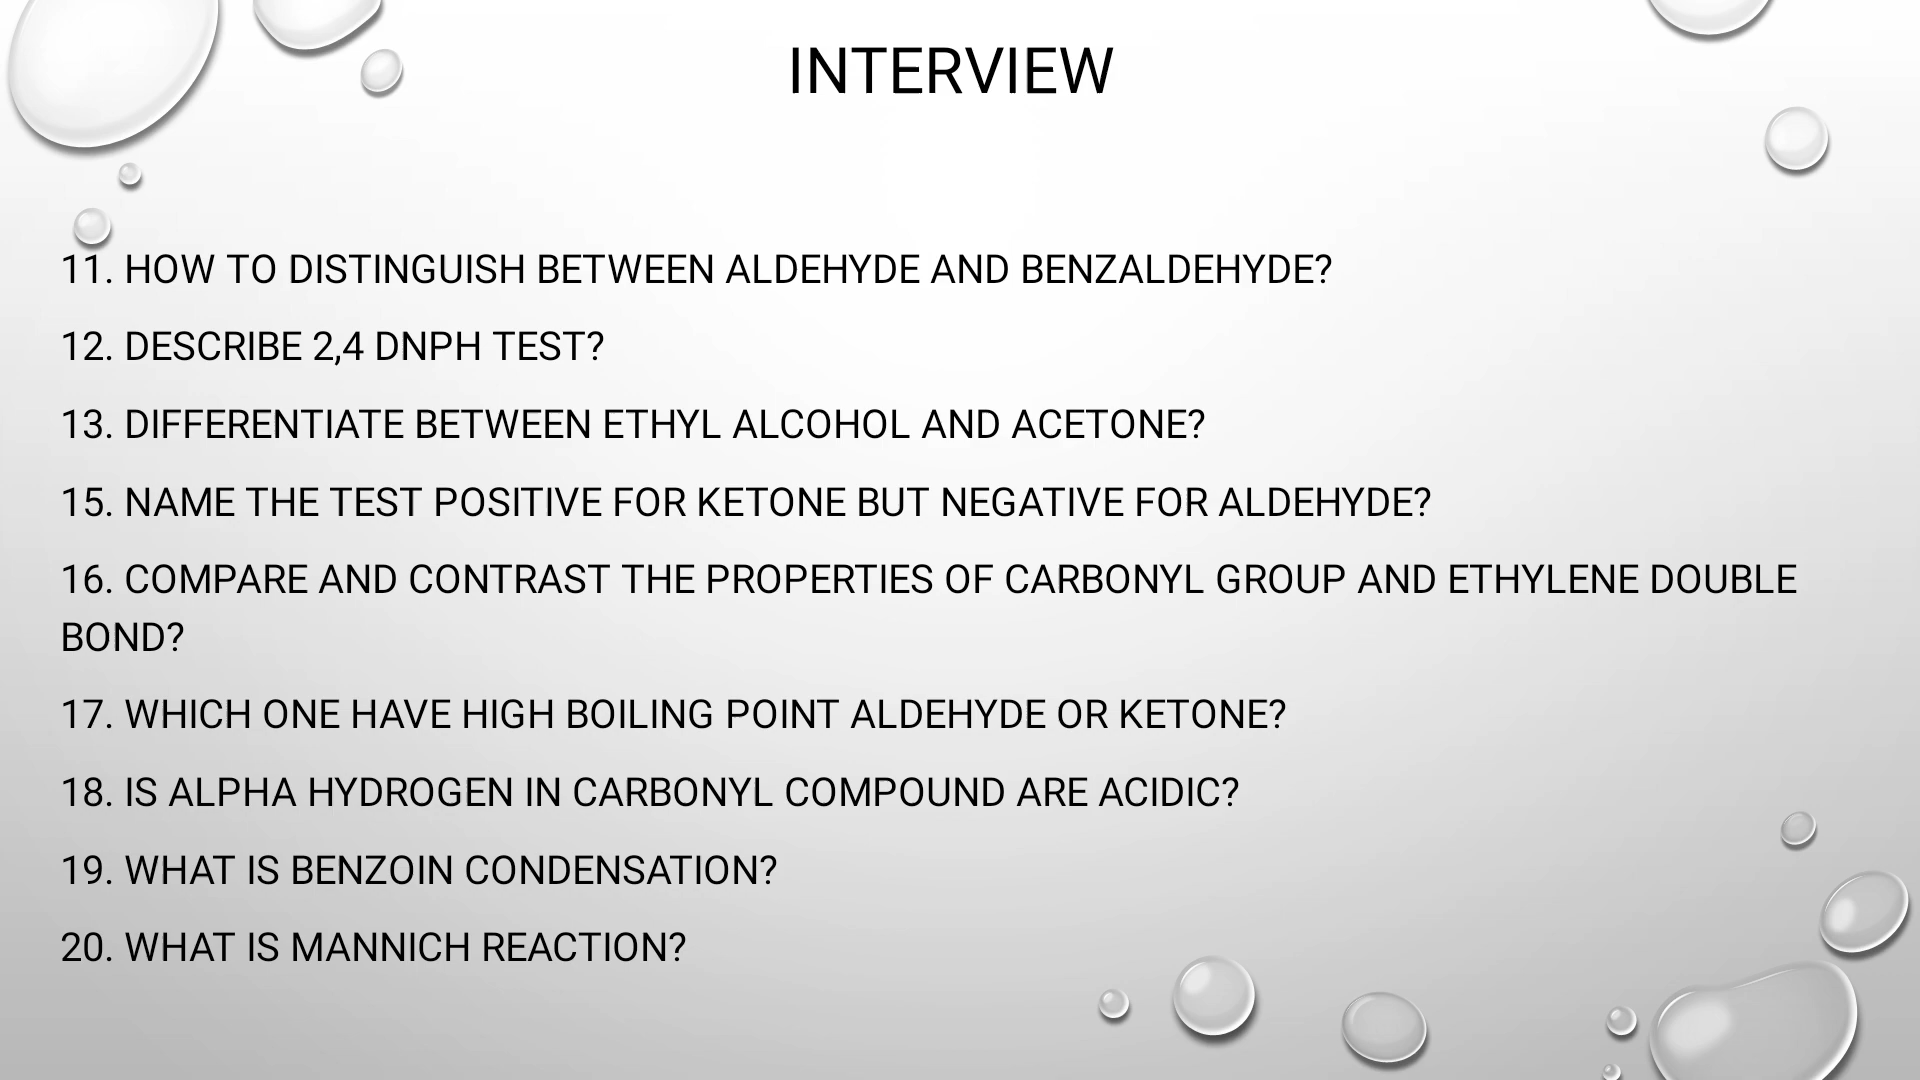 INTERVIEW
11. HOW TO DISTINGUISH BETWEEN ALDEHYDE AND BENZALDEHYDE?
12. DESCRIBE 2,4 DNPH TEST?
13. DIFFERENTIATE BETWEEN ETHYL ALCOHOL AND ACETONE?
15. NAME THE TEST POSITIVE FOR KETONE BUT NEGATIVE FOR ALDEHYDE?
16. COMPARE AND CONTRAST THE PROPERTIES OF CARBONYL GROUP AND ETHYLENE DOUBLE
BOND?
17. WHICH ONE HAVE HIGH BOILING POINT ALDEHYDE OR KETONE?
18. IS ALPHA HYDROGEN IN CARBONYL COMPOUND ARE ACIDIC?
19. WHAT IS BENZOIN CONDENSATION?
20. WHAT IS MANNICH REACTION?